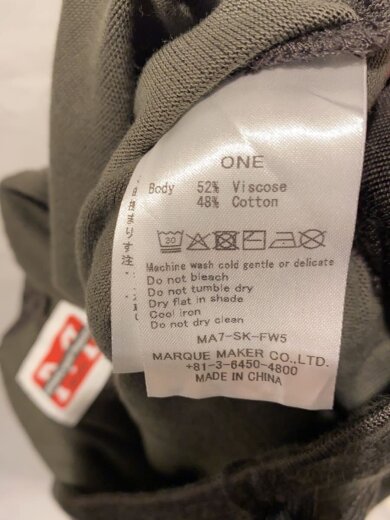 ONE
Body 52% Viscose
48% Cotton
30
Machine wash cold gentle or delicate
Do not bleach
Do not tumble dry
Dry flat in shade
Cool iron
Do not dry clean
MA7-SK-FW5
MARQUE MAKER CO.,LTD.
+81-3-6450-4800
MADE IN CHINA